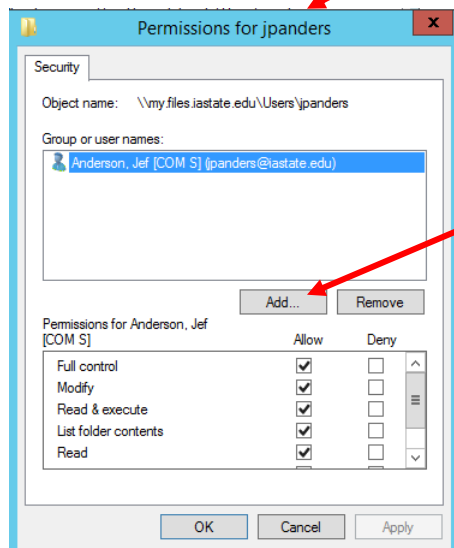 Permissions for jpanders
x
Security
Object name: \\my.files.iastate.edu\Users\jpanders
Group or user names:
Anderson, Jef [COM S] (jpanders@iastate.edu)
Add... Remove
Permissions for Anderson, Jef
[COM S] Allow Deny
Full control
Modify
Read & execute
List folder contents
Read
OK Cancel Apply